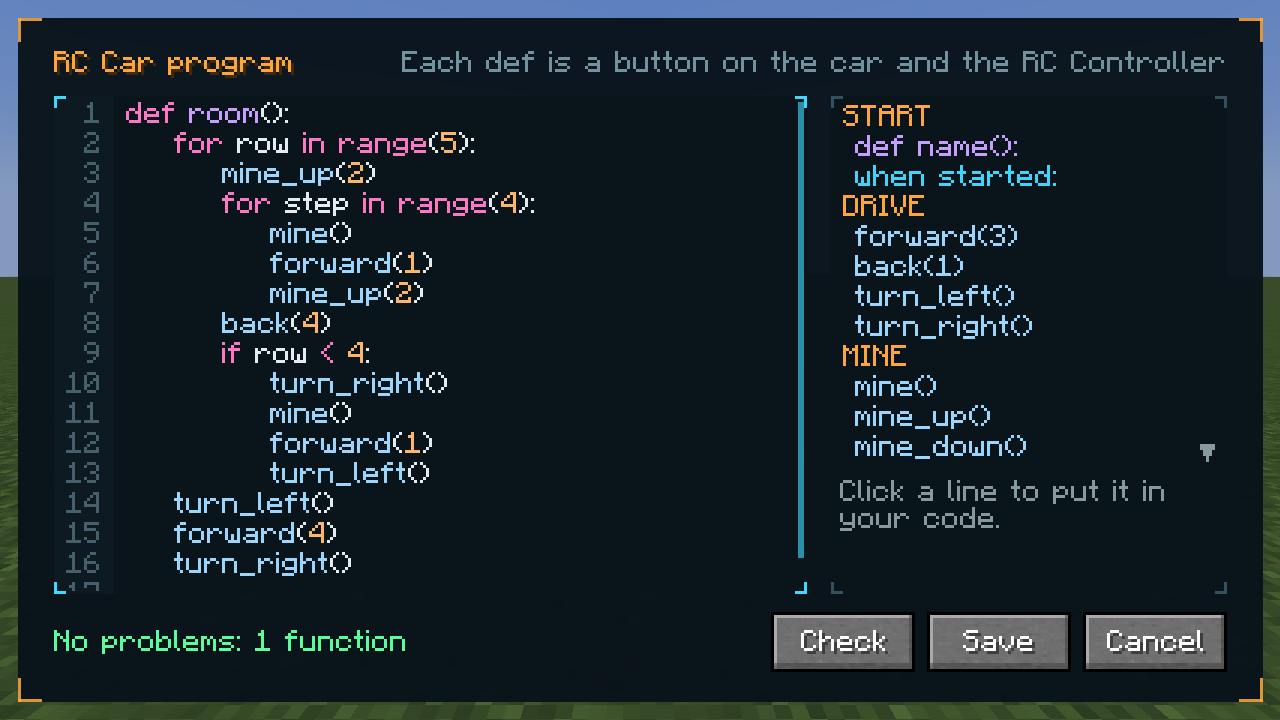 RC Car program
Each def is a button on the car and the RC Controller
1 def room():
2 for row in range(5):
3 mine_up(2)
4 for step in range(4):
5 mine()
6 forward(1)
7 mine_up(2)
8 back(4)
9 if row < 4:
10 turn_right()
11 mine()
12 forward(1)
13 turn_left()
14 turn_left()
15 forward(4)
16 turn_right()
START
def name():
when started:
DRIVE
forward(3)
back(1)
turn_left()
turn_right()
MINE
mine()
mine_up()
mine_down()
Click a line to put it in
your code.
No problems: 1 function
Check
Save
Cancel